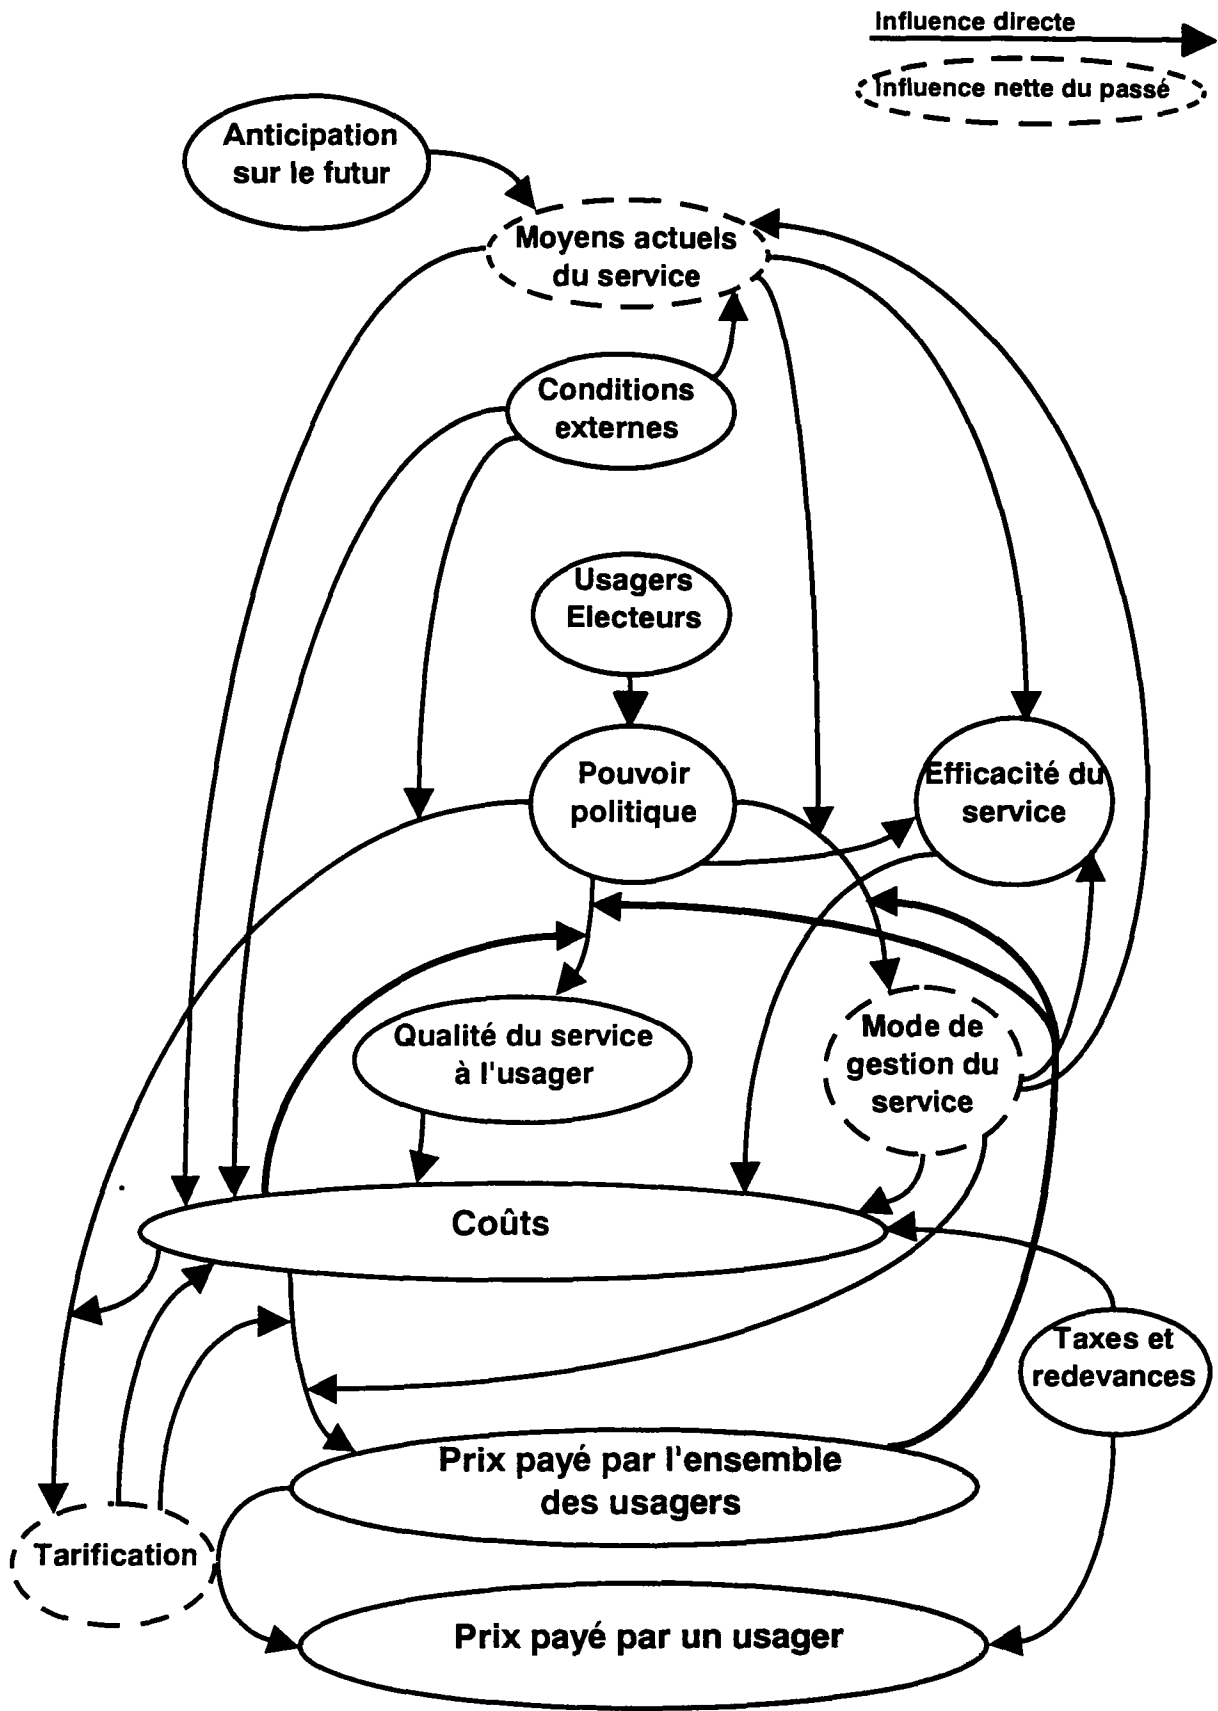 Influence directe
Influence nette du passé
Anticipation
sur le futur
Moyens actuels
du service
Conditions
externes
Usagers
Electeurs
Pouvoir
politique
Efficacité du
service
Qualité du service
à l'usager
Mode de
gestion du
service
Coûts
Taxes et
redevances
Prix payé par l'ensemble
des usagers
Tarification
Prix payé par un usager